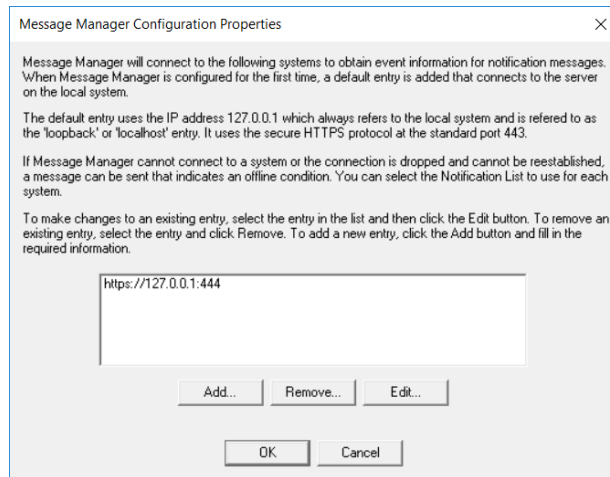 Message Manager Configuration Properties
Message Manager will connect to the following systems to obtain event information for notification messages.
When Message Manager is configured for the first time, a default entry is added that connects to the server
on the local system.
The default entry uses the IP address 127.0.0.1 which always refers to the local system and is refered to as
the 'loopback' or 'localhost' entry. It uses the secure HTTPS protocol at the standard port 443.
If Message Manager cannot connect to a system or the connection is dropped and cannot be reestablished,
a message can be sent that indicates an offline condition. You can select the Notification List to use for each
system.
To make changes to an existing entry, select the entry in the list and then click the Edit button. To remove an
existing entry, select the entry and click Remove. To add a new entry, click the Add button and fill in the
required information.
https://127.0.0.1:444
Add... Remove... Edit...
OK Cancel